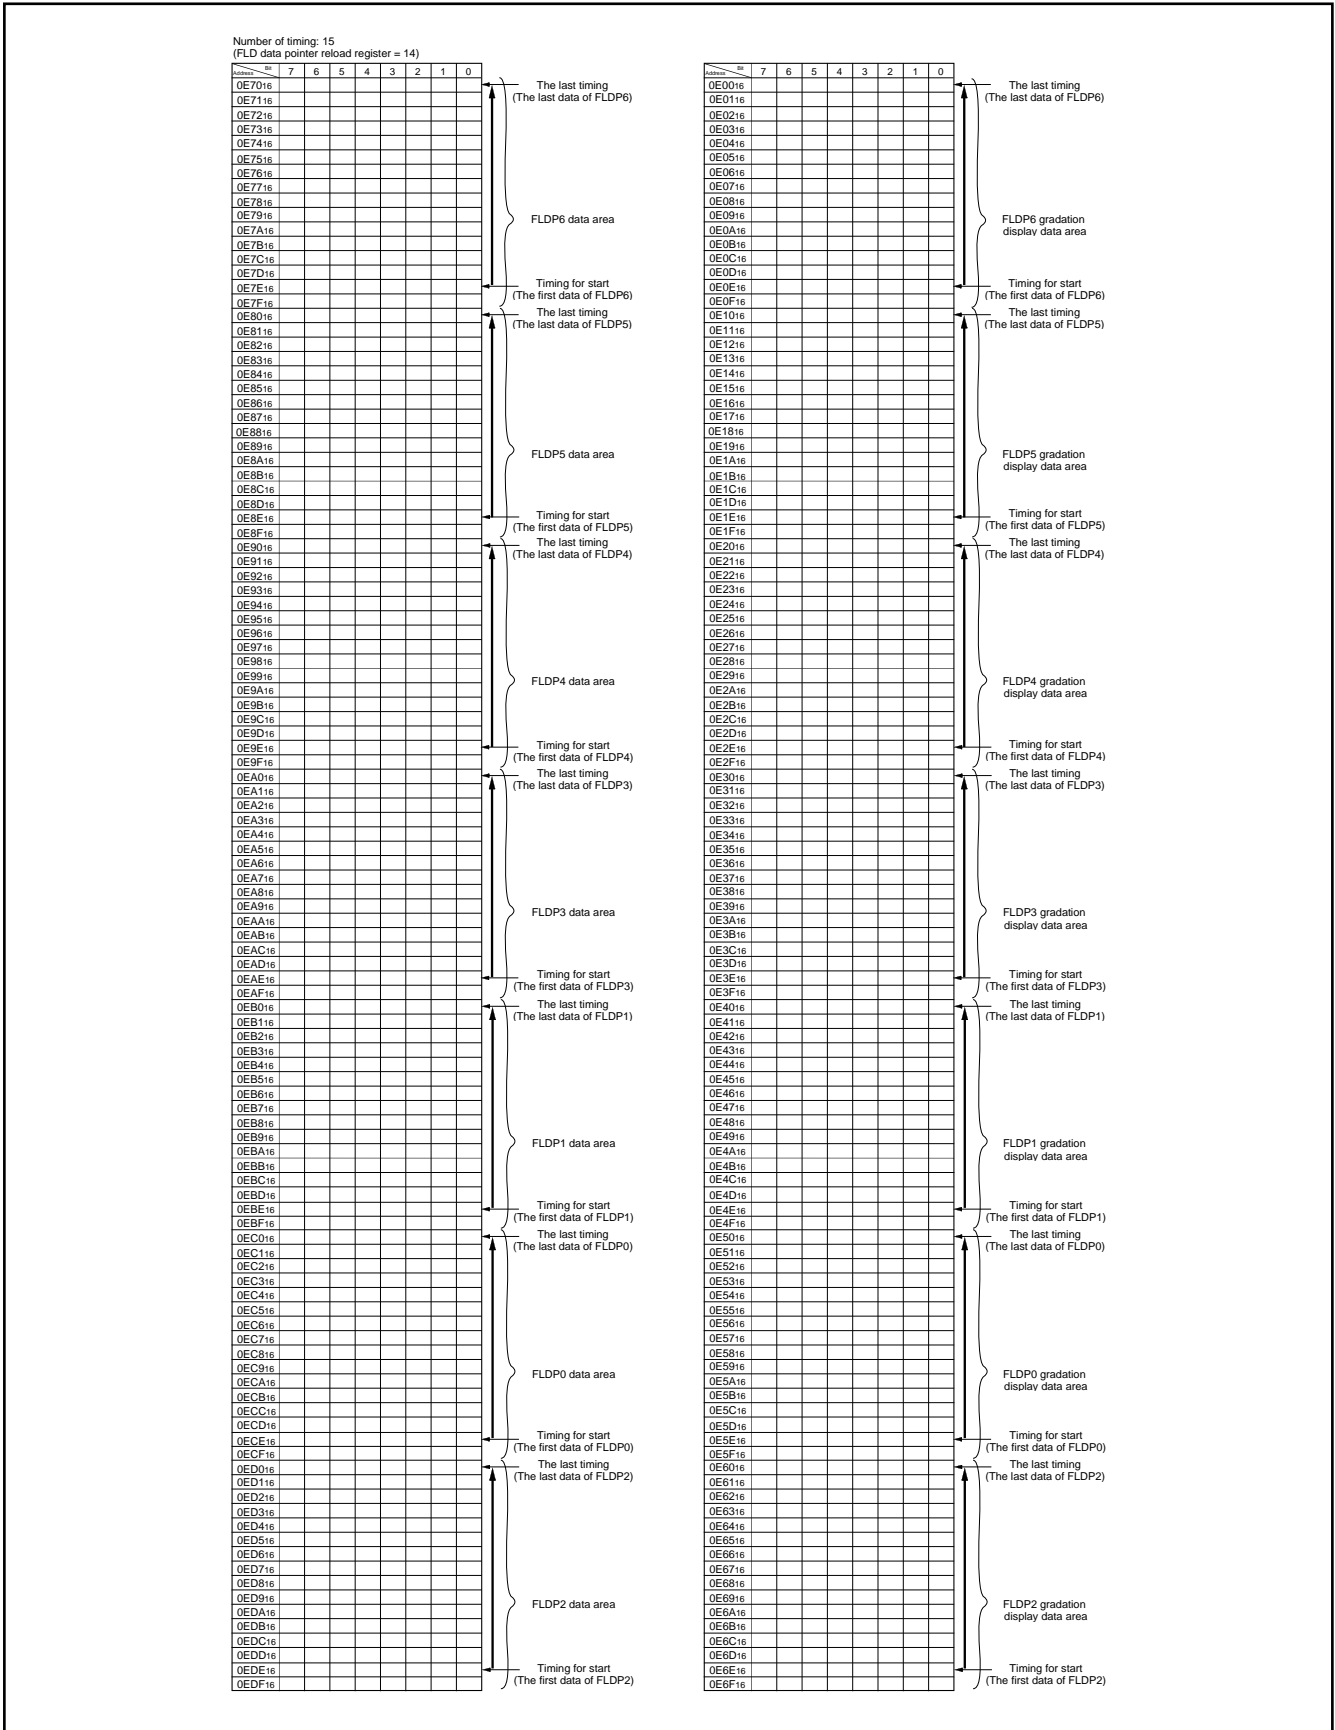 Number of timing: 15
(FLD data pointer reload register = 14)
Bit
Address
7 6 5 4 3 2 1 0
0E7016
0E7116
0E7216
0E7316
0E7416
0E7516
0E7616
0E7716
0E7816
0E7916
0E7A16
0E7B16
0E7C16
0E7D16
0E7E16
0E7F16
0E8016
0E8116
0E8216
0E8316
0E8416
0E8516
0E8616
0E8716
0E8816
0E8916
0E8A16
0E8B16
0E8C16
0E8D16
0E8E16
0E8F16
0E9016
0E9116
0E9216
0E9316
0E9416
0E9516
0E9616
0E9716
0E9816
0E9916
0E9A16
0E9B16
0E9C16
0E9D16
0E9E16
0E9F16
0EA016
0EA116
0EA216
0EA316
0EA416
0EA516
0EA616
0EA716
0EA816
0EA916
0EAA16
0EAB16
0EAC16
0EAD16
0EAE16
0EAF16
0EB016
0EB116
0EB216
0EB316
0EB416
0EB516
0EB616
0EB716
0EB816
0EB916
0EBA16
0EBB16
0EBC16
0EBD16
0EBE16
0EBF16
0EC016
0EC116
0EC216
0EC316
0EC416
0EC516
0EC616
0EC716
0EC816
0EC916
0ECA16
0ECB16
0ECC16
0ECD16
0ECE16
0ECF16
0ED016
0ED116
0ED216
0ED316
0ED416
0ED516
0ED616
0ED716
0ED816
0ED916
0EDA16
0EDB16
0EDC16
0EDD16
0EDE16
0EDF16
The last timing
(The last data of FLDP6)
FLDP6 data area
Timing for start
(The first data of FLDP6)
The last timing
(The last data of FLDP5)
FLDP5 data area
Timing for start
(The first data of FLDP5)
The last timing
(The last data of FLDP4)
FLDP4 data area
Timing for start
(The first data of FLDP4)
The last timing
(The last data of FLDP3)
FLDP3 data area
Timing for start
(The first data of FLDP3)
The last timing
(The last data of FLDP1)
FLDP1 data area
Timing for start
(The first data of FLDP1)
The last timing
(The last data of FLDP0)
FLDP0 data area
Timing for start
(The first data of FLDP0)
The last timing
(The last data of FLDP2)
FLDP2 data area
Timing for start
(The first data of FLDP2)
Bit
Address
7 6 5 4 3 2 1 0
0E0016
0E0116
0E0216
0E0316
0E0416
0E0516
0E0616
0E0716
0E0816
0E0916
0E0A16
0E0B16
0E0C16
0E0D16
0E0E16
0E0F16
0E1016
0E1116
0E1216
0E1316
0E1416
0E1516
0E1616
0E1716
0E1816
0E1916
0E1A16
0E1B16
0E1C16
0E1D16
0E1E16
0E1F16
0E2016
0E2116
0E2216
0E2316
0E2416
0E2516
0E2616
0E2716
0E2816
0E2916
0E2A16
0E2B16
0E2C16
0E2D16
0E2E16
0E2F16
0E3016
0E3116
0E3216
0E3316
0E3416
0E3516
0E3616
0E3716
0E3816
0E3916
0E3A16
0E3B16
0E3C16
0E3D16
0E3E16
0E3F16
0E4016
0E4116
0E4216
0E4316
0E4416
0E4516
0E4616
0E4716
0E4816
0E4916
0E4A16
0E4B16
0E4C16
0E4D16
0E4E16
0E4F16
0E5016
0E5116
0E5216
0E5316
0E5416
0E5516
0E5616
0E5716
0E5816
0E5916
0E5A16
0E5B16
0E5C16
0E5D16
0E5E16
0E5F16
0E6016
0E6116
0E6216
0E6316
0E6416
0E6516
0E6616
0E6716
0E6816
0E6916
0E6A16
0E6B16
0E6C16
0E6D16
0E6E16
0E6F16
The last timing
(The last data of FLDP6)
FLDP6 gradation
display data area
Timing for start
(The first data of FLDP6)
The last timing
(The last data of FLDP5)
FLDP5 gradation
display data area
Timing for start
(The first data of FLDP5)
The last timing
(The last data of FLDP4)
FLDP4 gradation
display data area
Timing for start
(The first data of FLDP4)
The last timing
(The last data of FLDP3)
FLDP3 gradation
display data area
Timing for start
(The first data of FLDP3)
The last timing
(The last data of FLDP1)
FLDP1 gradation
display data area
Timing for start
(The first data of FLDP1)
The last timing
(The last data of FLDP0)
FLDP0 gradation
display data area
Timing for start
(The first data of FLDP0)
The last timing
(The last data of FLDP2)
FLDP2 gradation
display data area
Timing for start
(The first data of FLDP2)